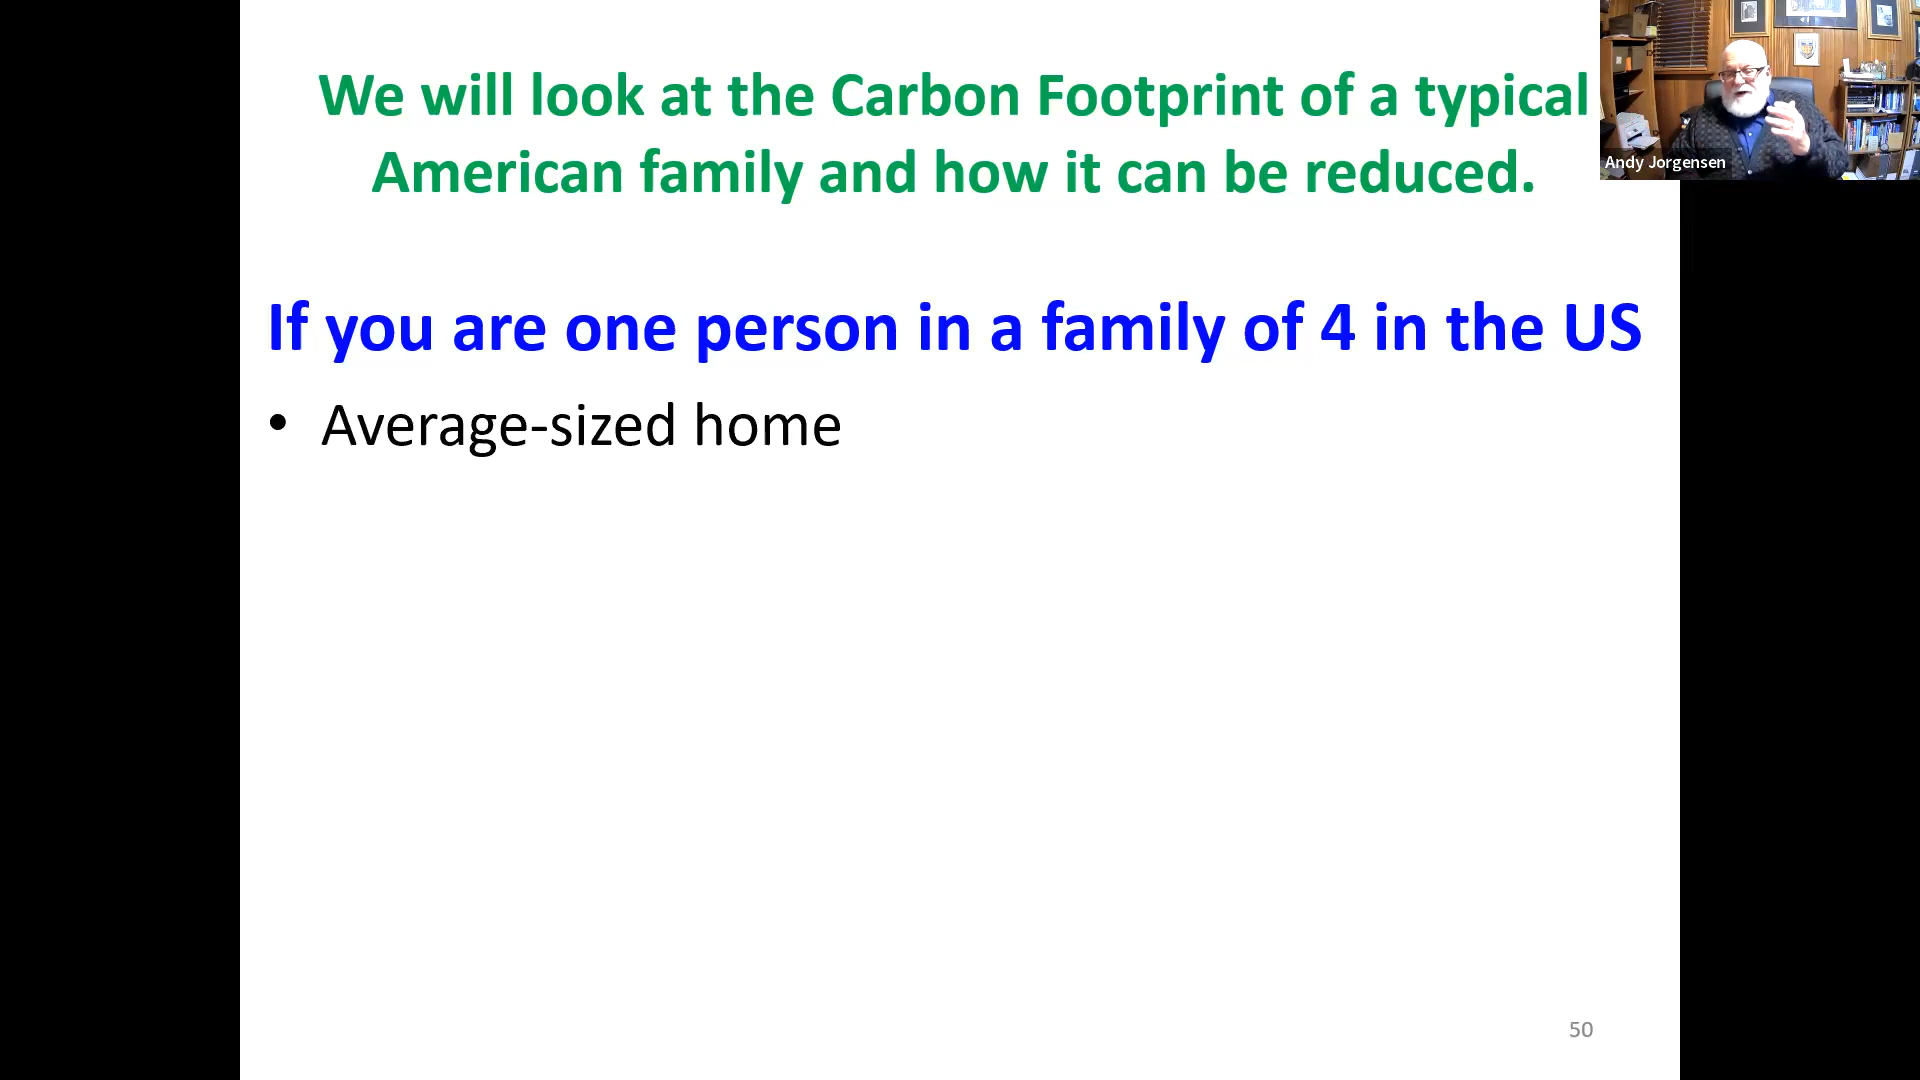 We will look at the Carbon Footprint of a typical
American family and how it can be reduced.
Andy Jorgensen
If you are one person in a family of 4 in the US
• Average-sized home
50